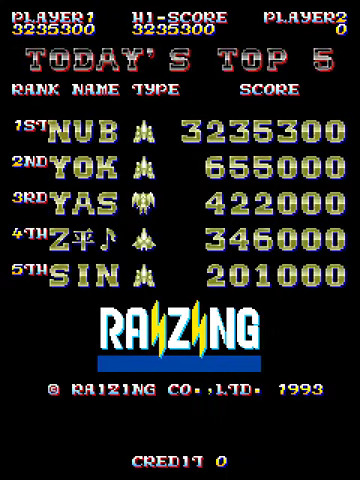 PLAYER1 HI-SCORE PLAYER2
3235300 3235300 0
TODAY'S TOP 5
RANK NAME TYPE SCORE
1ST NUB 3235300
2ND YOK 655000
3RD YAS 422000
4TH Z平♪ 346000
5TH SIN 201000
RAIZING
© RAIZING CO.,LTD. 1993
CREDIT 0